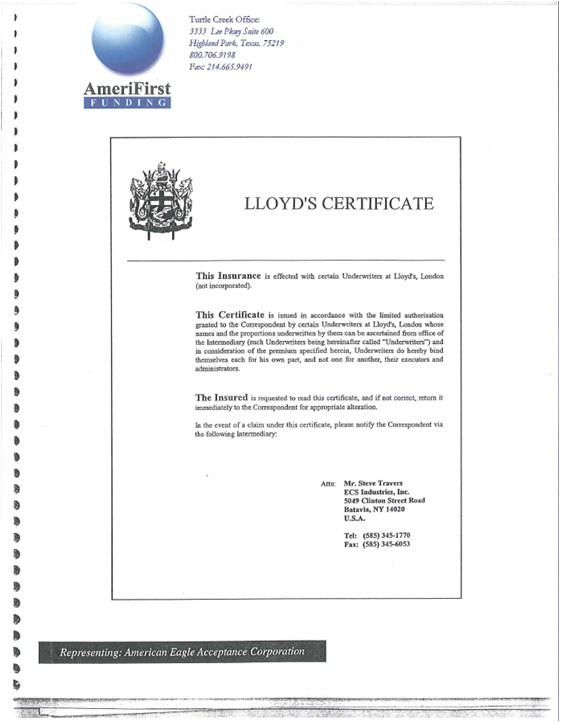 Turtle Creek Office:
3333 Lee Pkwy Suite 600
Highland Park, Texas. 75219
800.706.9198
Fax: 214.665.9491
AmeriFirst
FUNDING
LLOYD'S CERTIFICATE
This Insurance is effected with certain Underwriters at Lloyd's, London
(not incorporated).
This Certificate is issued in accordance with the limited authorisation
granted to the Correspondent by certain Underwriters at Lloyd's, London whose
names and the proportions underwritten by them can be ascertained from office of
the Intermediary (such Underwriters being hereinafter called "Underwriters") and
in consideration of the premium specified herein, Underwriters do hereby bind
themselves each for his own part, and not one for another, their executors and
administrators.
The Insured is requested to read this certificate, and if not correct, return it
immediately to the Correspondent for appropriate alteration.
In the event of a claim under this certificate, please notify the Correspondent via
the following Intermediary:
Attn: Mr. Steve Travers
ECS Industries, Inc.
5049 Clinton Street Road
Batavia, NY 14020
U.S.A.
Tel: (585) 345-1770
Fax: (585) 345-6053
Representing: American Eagle Acceptance Corporation